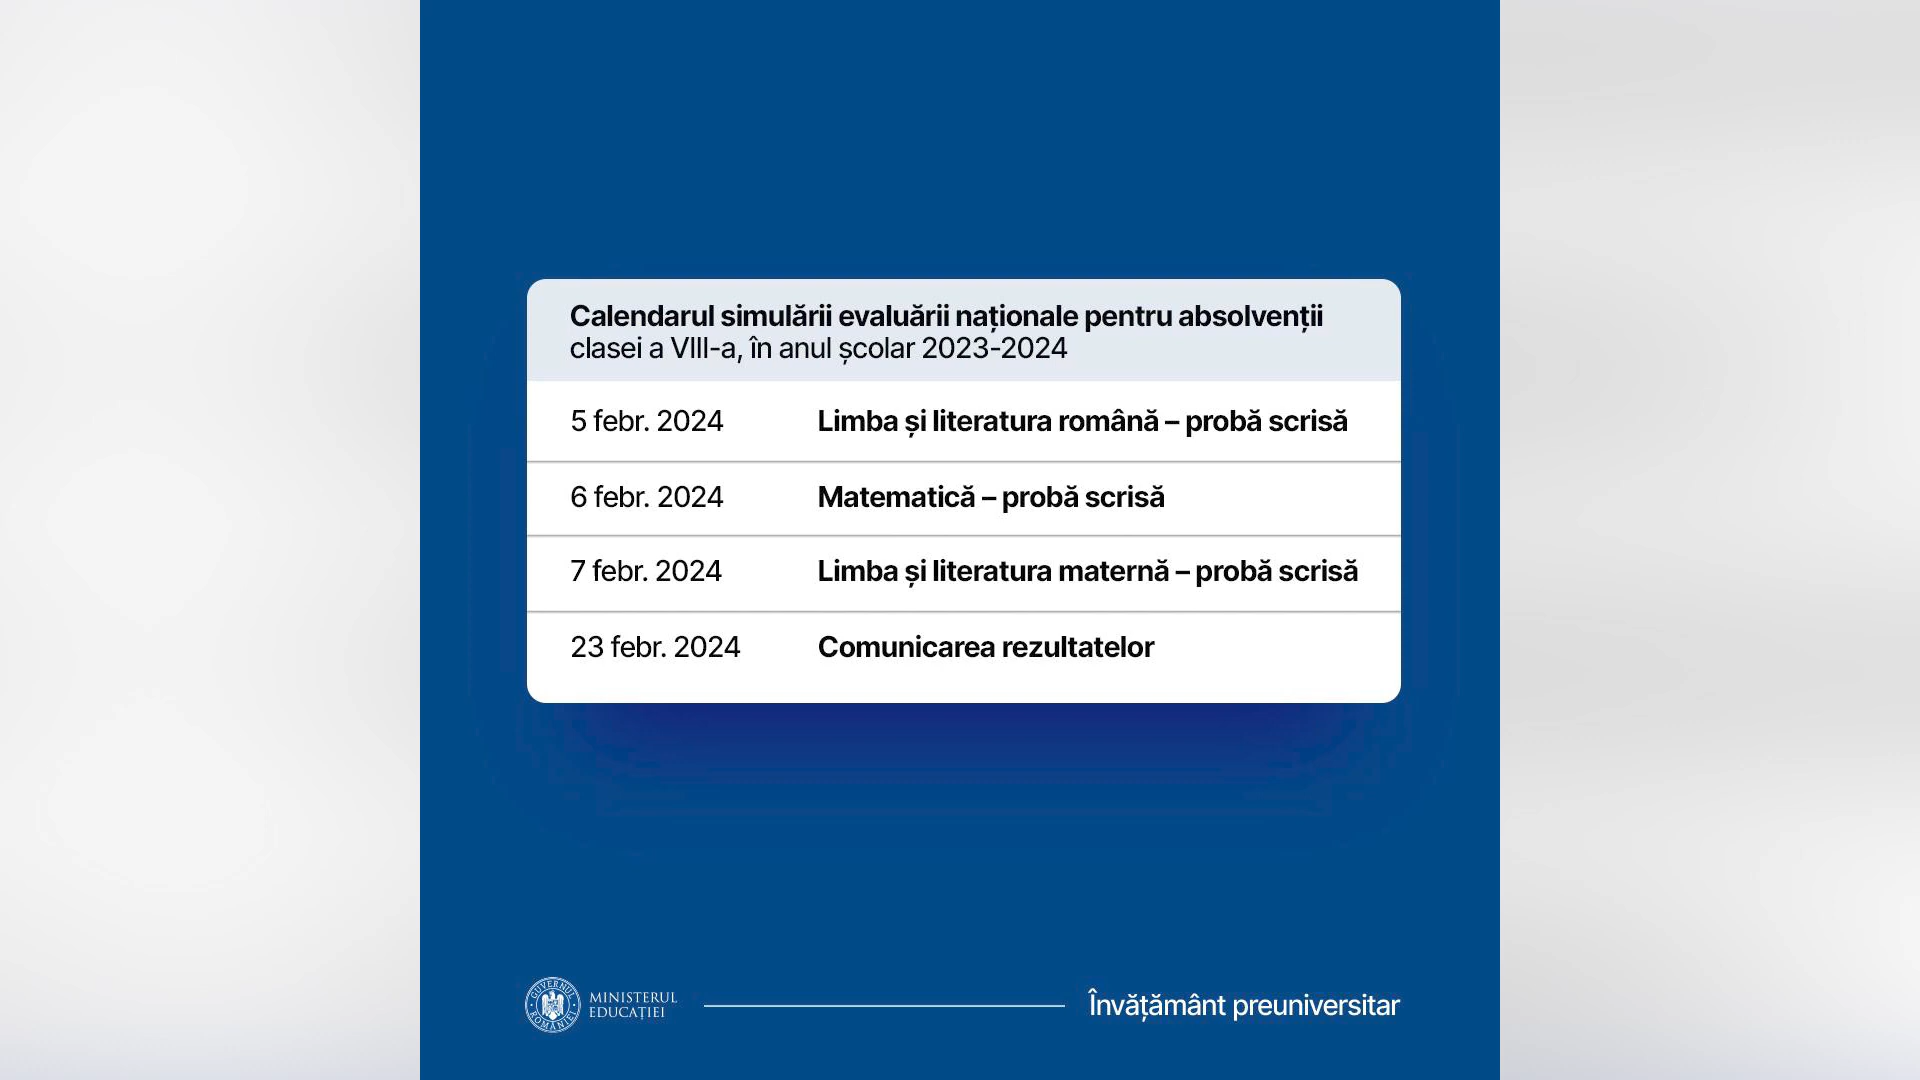 Calendarul simulării evaluării naționale pentru absolvenții
clasei a VIII-a, în anul școlar 2023-2024
5 febr. 2024 Limba și literatura română – probă scrisă
6 febr. 2024 Matematică – probă scrisă
7 febr. 2024 Limba și literatura maternă – probă scrisă
23 febr. 2024 Comunicarea rezultatelor
GUVERNUL ROMÂNIEI
MINISTERUL
EDUCAȚIEI
Învățământ preuniversitar